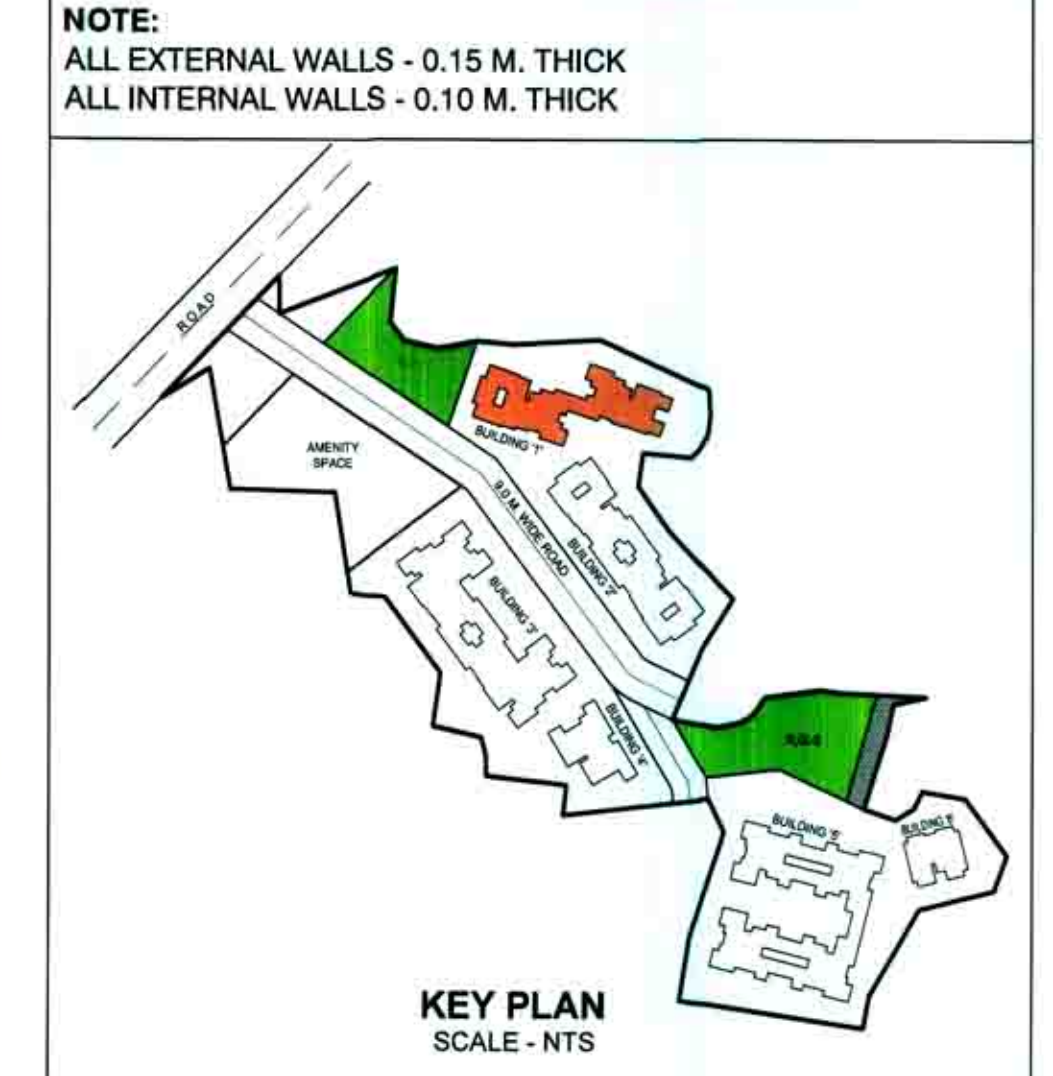 NOTE:
ALL EXTERNAL WALLS - 0.15 M. THICK
ALL INTERNAL WALLS - 0.10 M. THICK
ROAD
BUILDING '1'
AMENITY
SPACE
9.0 M. WIDE ROAD
BUILDING '2'
BUILDING '3'
BUILDING '4'
BUILDING '5'
BUILDING
KEY PLAN
SCALE - NTS